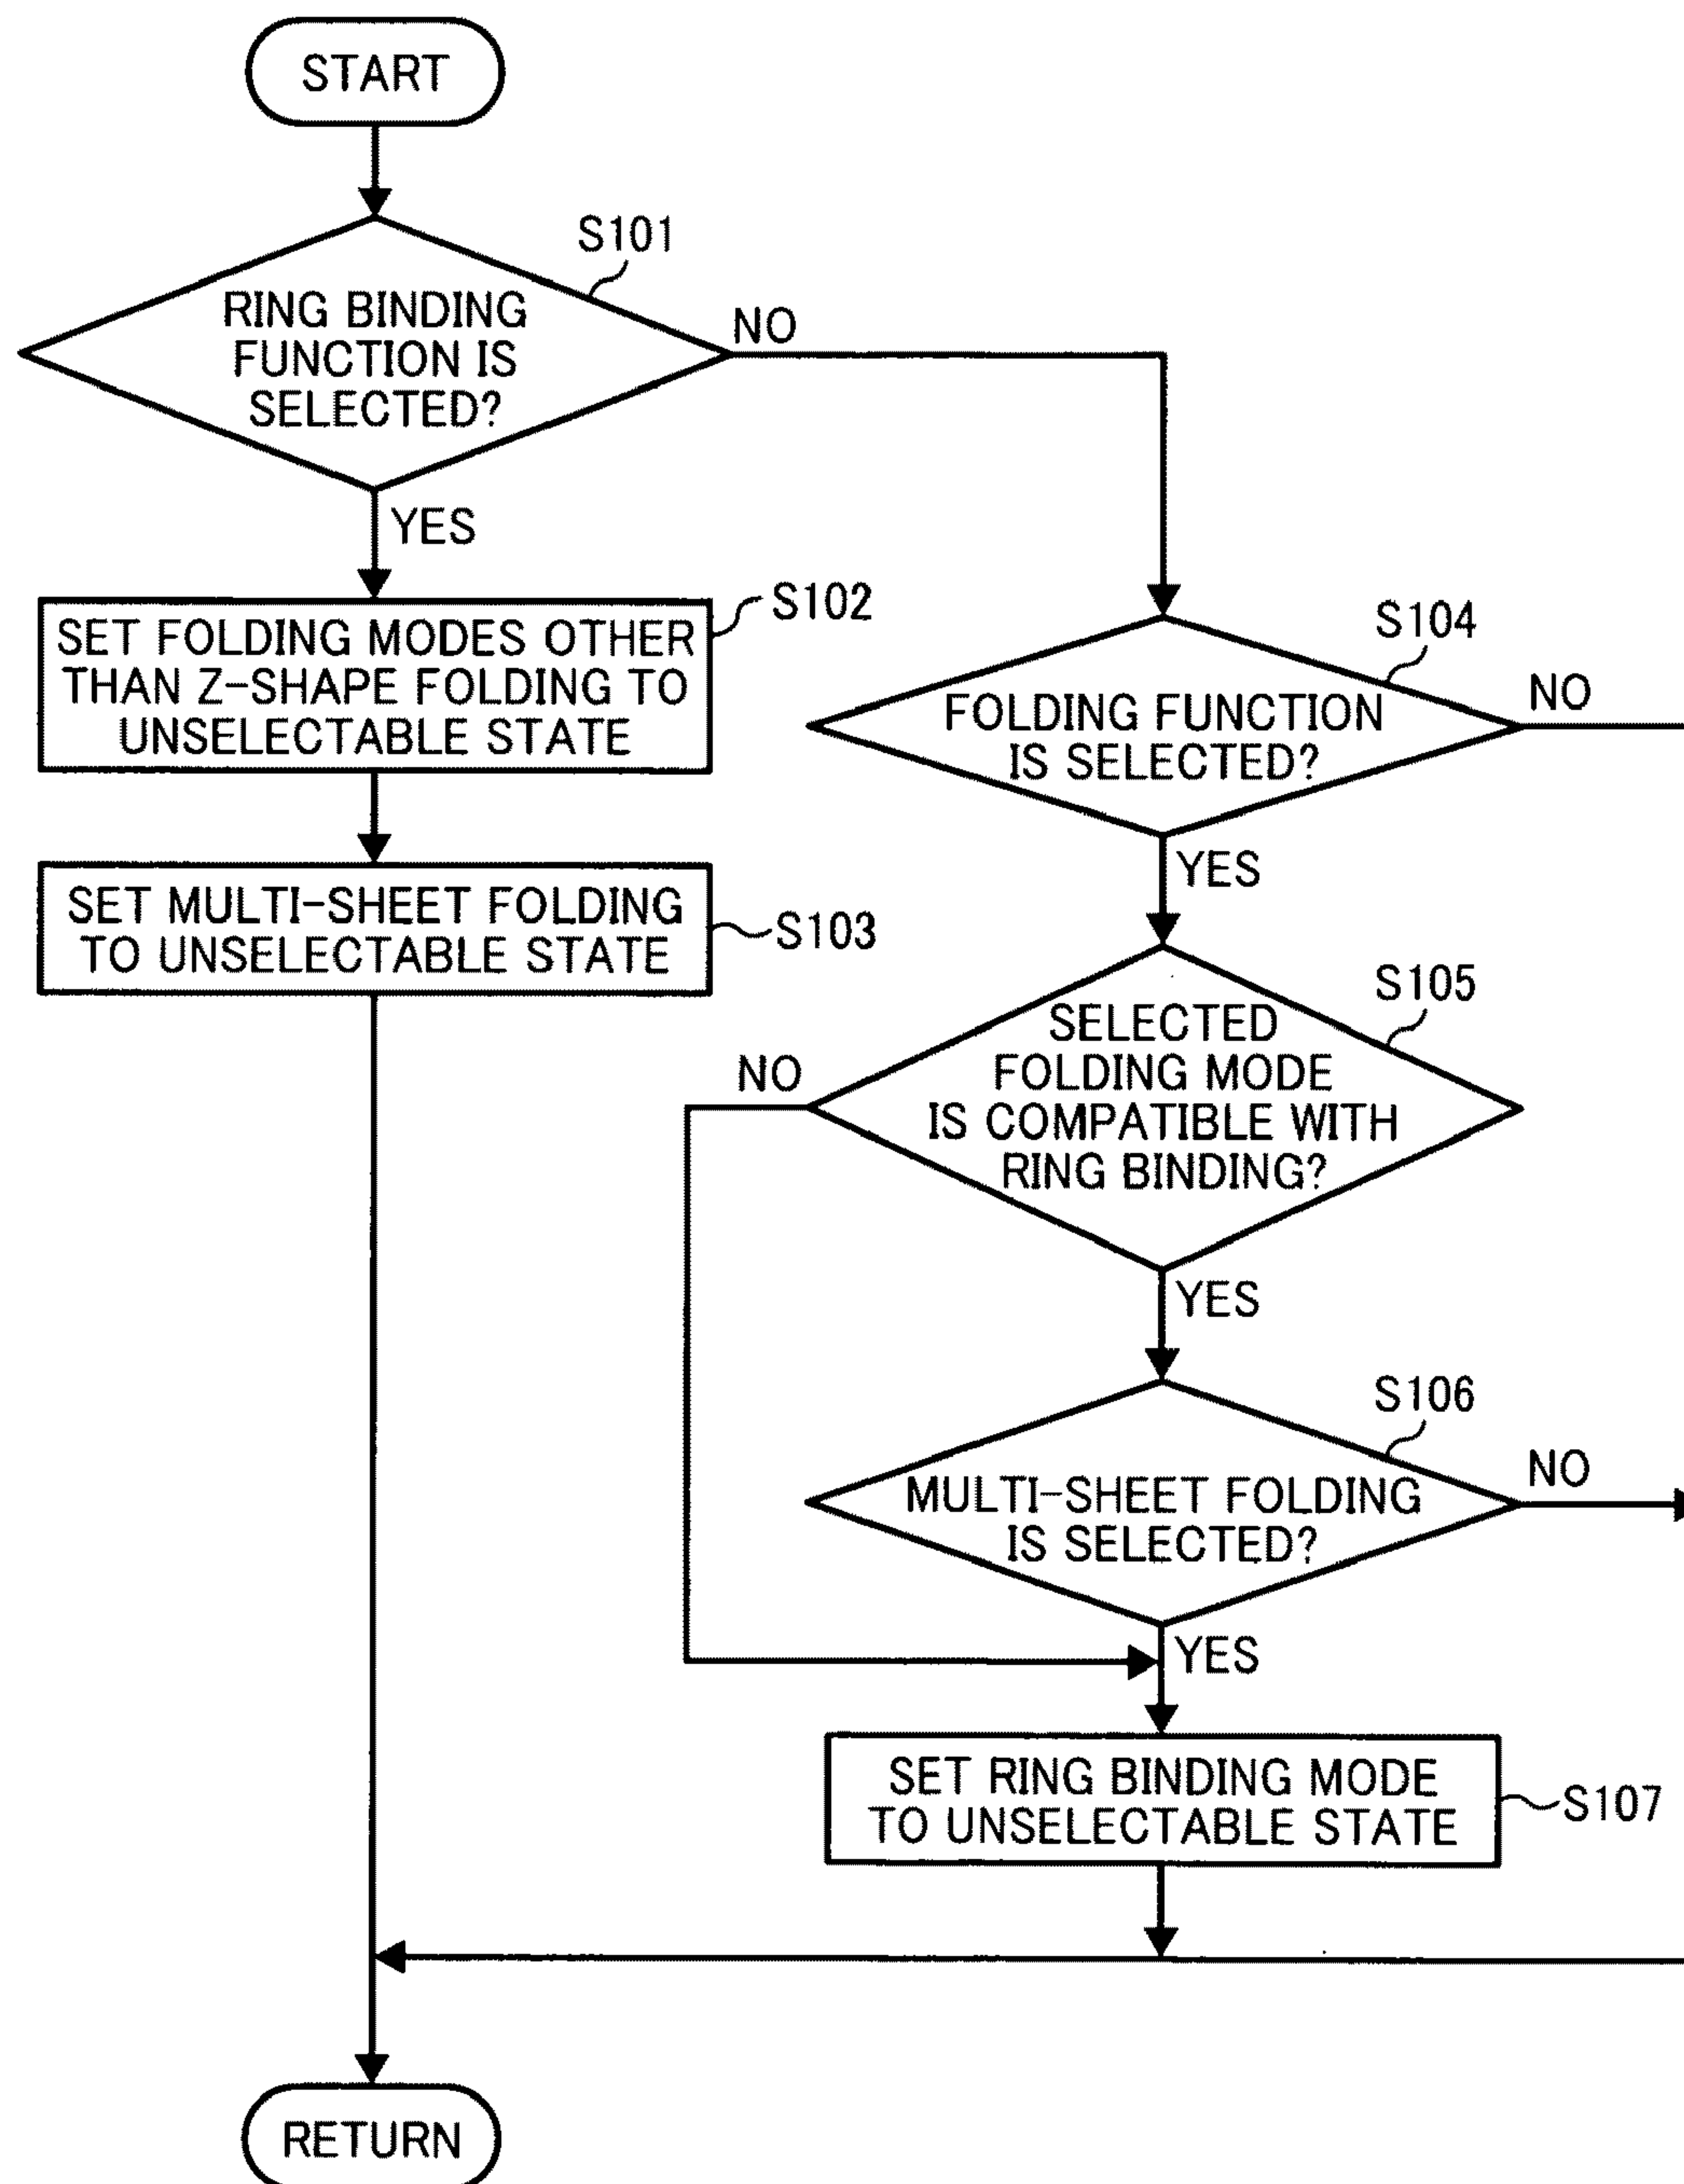 START
S101
RING BINDING
FUNCTION IS
SELECTED?
NO
YES
S102
SET FOLDING MODES OTHER
THAN Z-SHAPE FOLDING TO
UNSELECTABLE STATE
S103
SET MULTI-SHEET FOLDING
TO UNSELECTABLE STATE
S104
FOLDING FUNCTION
IS SELECTED?
NO
YES
S105
SELECTED
FOLDING MODE
IS COMPATIBLE WITH
RING BINDING?
NO
YES
S106
MULTI-SHEET FOLDING
IS SELECTED?
NO
YES
SET RING BINDING MODE
TO UNSELECTABLE STATE
S107
RETURN